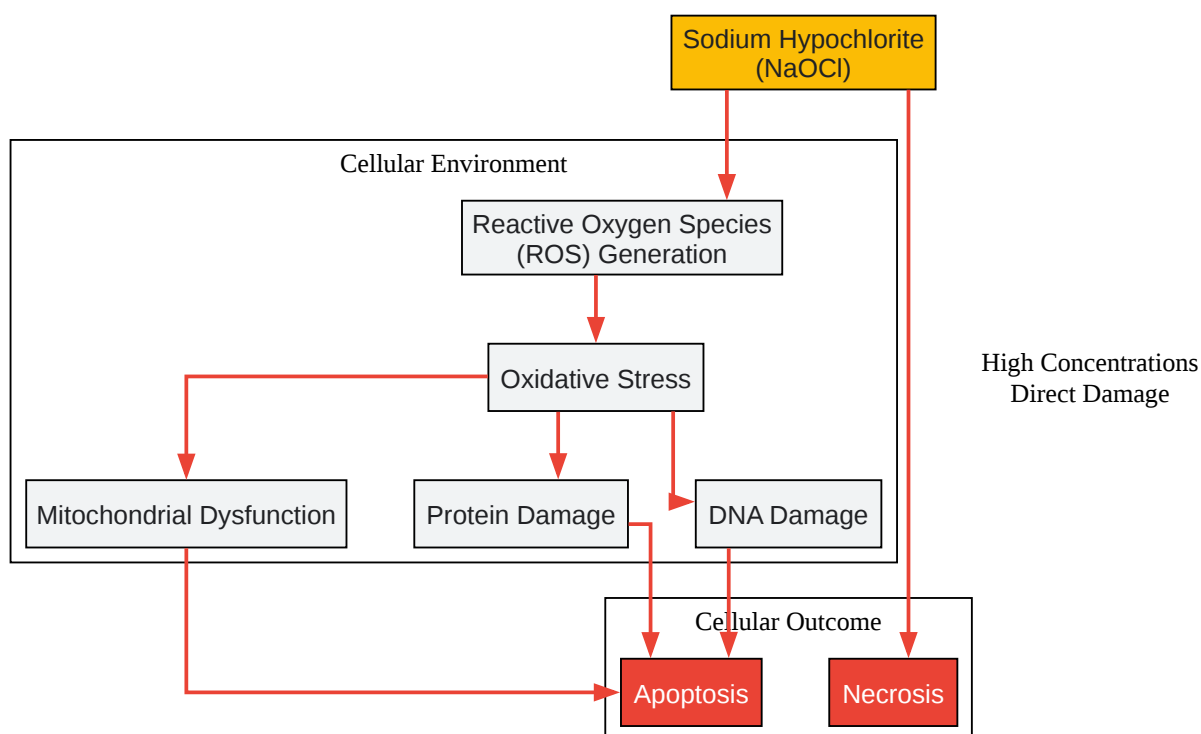 Sodium Hypochlorite
(NaOCl)
Cellular Environment
Reactive Oxygen Species
(ROS) Generation
High Concentrations
Direct Damage
Oxidative Stress
Mitochondrial Dysfunction
Protein Damage
DNA Damage
Cellular Outcome
Apoptosis
Necrosis